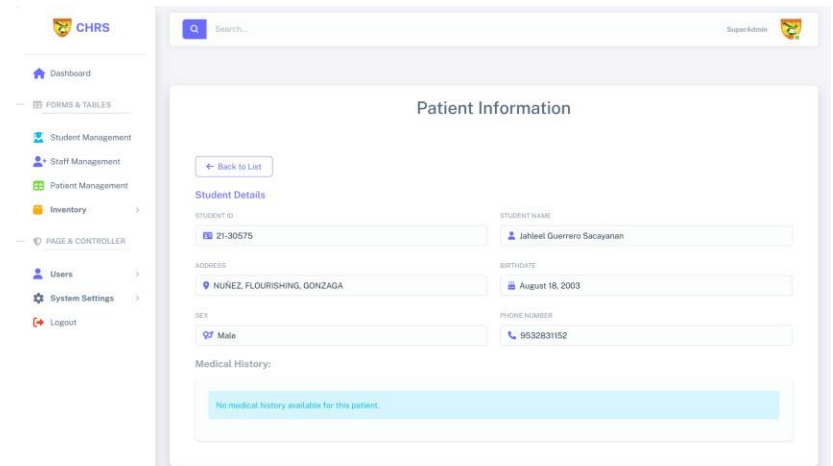 CHRS
Search...
SuperAdmin
Dashboard
FORMS & TABLES
Student Management
Staff Management
Patient Management
Inventory
PAGE & CONTROLLER
Users
System Settings
Logout
Patient Information
← Back to List
Student Details
STUDENT ID
STUDENT NAME
21-30575
Jahleel Guerrero Sacayanan
ADDRESS
BIRTHDATE
NUÑEZ, FLOURISHING, GONZAGA
August 18, 2003
SEX
PHONE NUMBER
Male
9532831152
Medical History:
No medical history available for this patient.